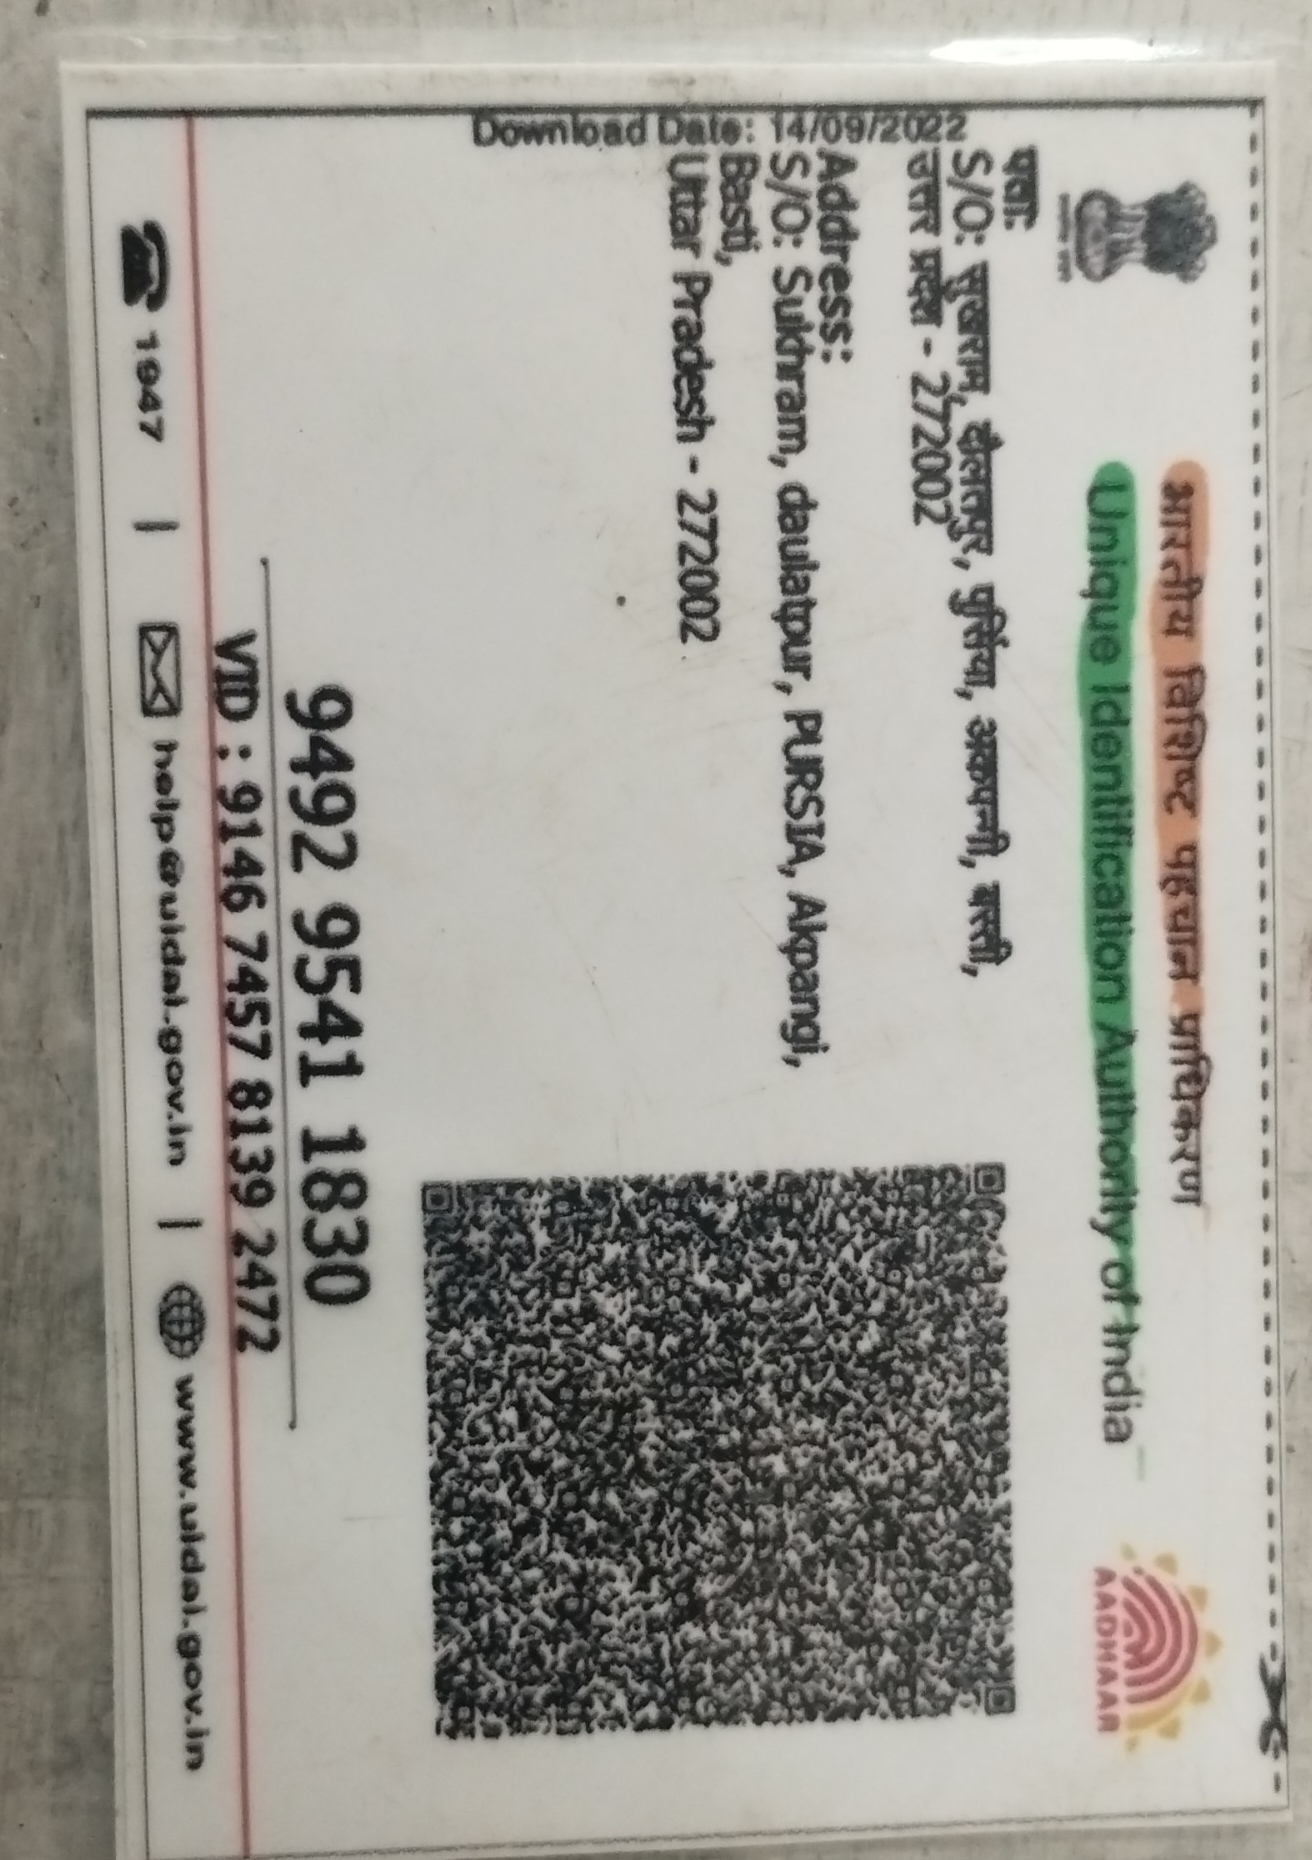 भारतीय विशिष्ट पहचान प्राधिकरण
Unique Identification Authority of India
AADHAAR
पता:
S/O: सुखराम, दौलतपुर, पुर्सिया, अकपन्गी, बस्ती,
उत्तर प्रदेश - 272002
Address:
S/O: Sukhram, daulatpur, PURSIA, Akpangi,
Basti,
Uttar Pradesh - 272002
Download Date: 14/09/2022
9492 9541 1830
VID : 9146 7457 8139 2472
1947 | help@uidai.gov.in | www.uidai.gov.in